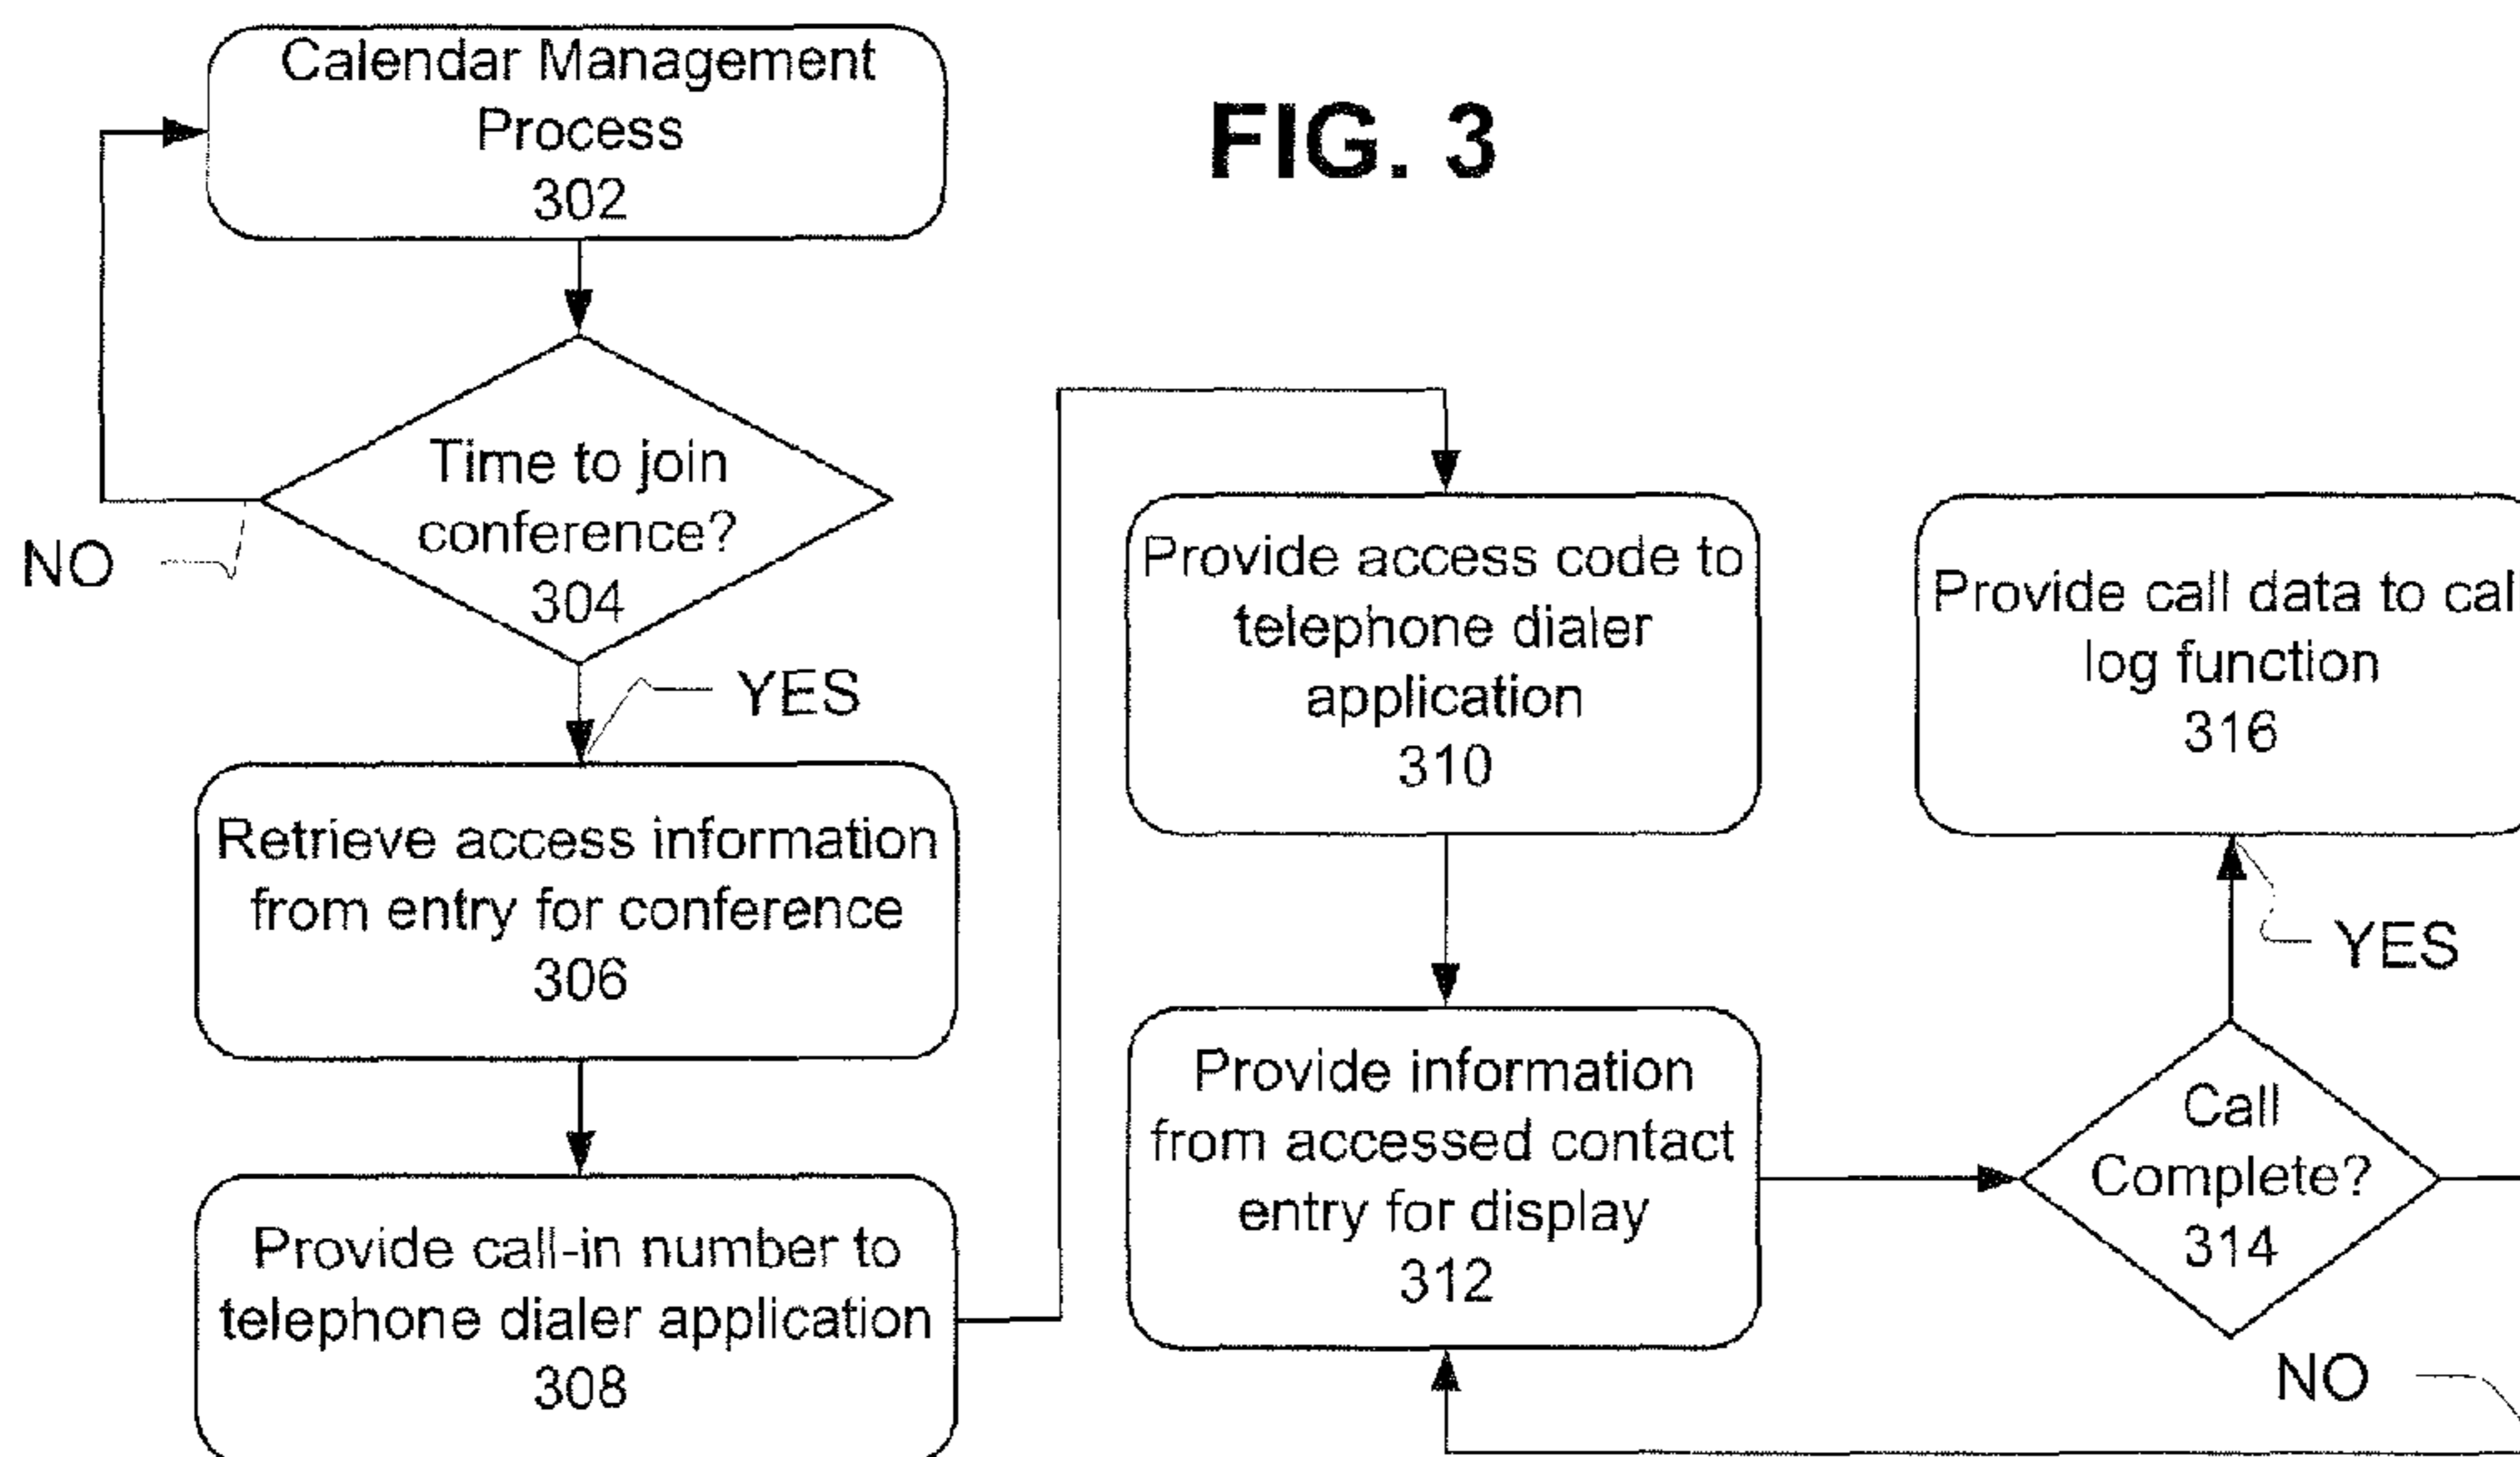 Calendar Management
Process
302
FIG. 3
Time to join
conference?
304
NO
YES
Retrieve access information
from entry for conference
306
Provide call-in number to
telephone dialer application
308
Provide access code to
telephone dialer
application
310
Provide information
from accessed contact
entry for display
312
Call
Complete?
314
YES
NO
Provide call data to cal
log function
316